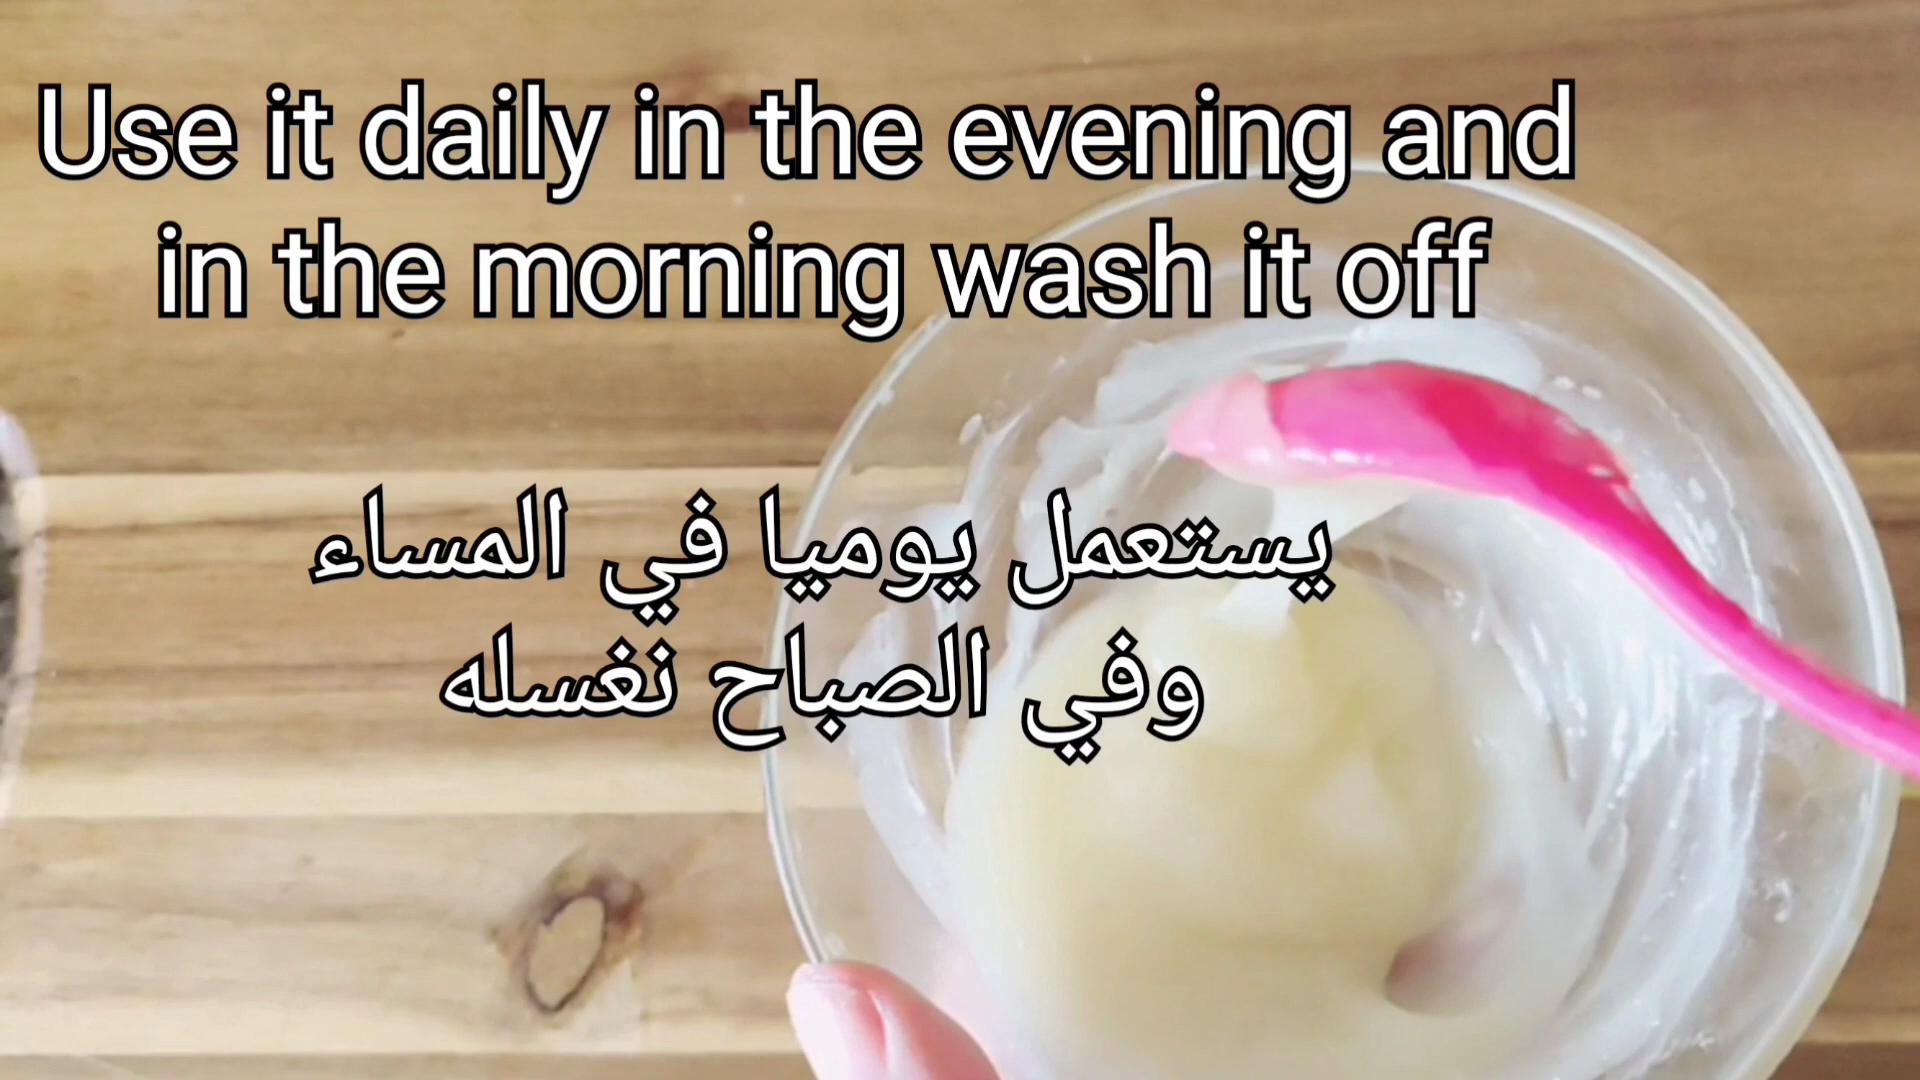 Use it daily in the evening and
in the morning wash it off
يستعمل يوميا في المساء
وفي الصباح نغسله